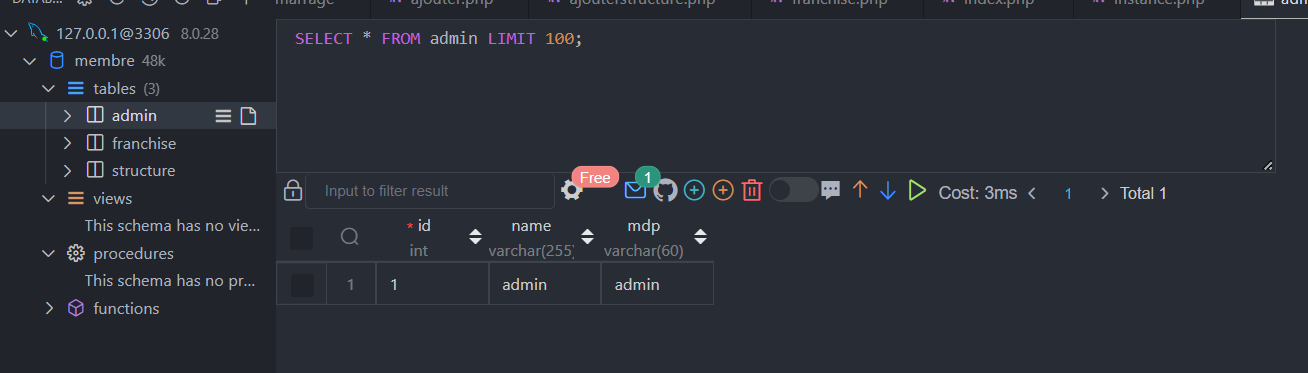 DATAB...
marrage
ajouter.php
ajouterstructure.php
franchise.php
index.php
instance.php
127.0.0.1@3306 8.0.28
SELECT * FROM admin LIMIT 100;
membre 48k
tables (3)
admin
franchise
structure
views
This schema has no vie...
procedures
This schema has no pr...
functions
Input to filter result
Free
1
Cost: 3ms
1
Total 1
* id
name
mdp
int
varchar(255)
varchar(60)
1
1
admin
admin